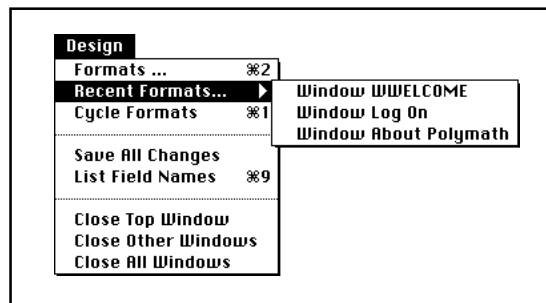 Design
Formats ... ⌘2
Recent Formats...
Window WWELCOME
Cycle Formats ⌘1
Window Log On
Window About Polymath
Save All Changes
List Field Names ⌘9
Close Top Window
Close Other Windows
Close All Windows